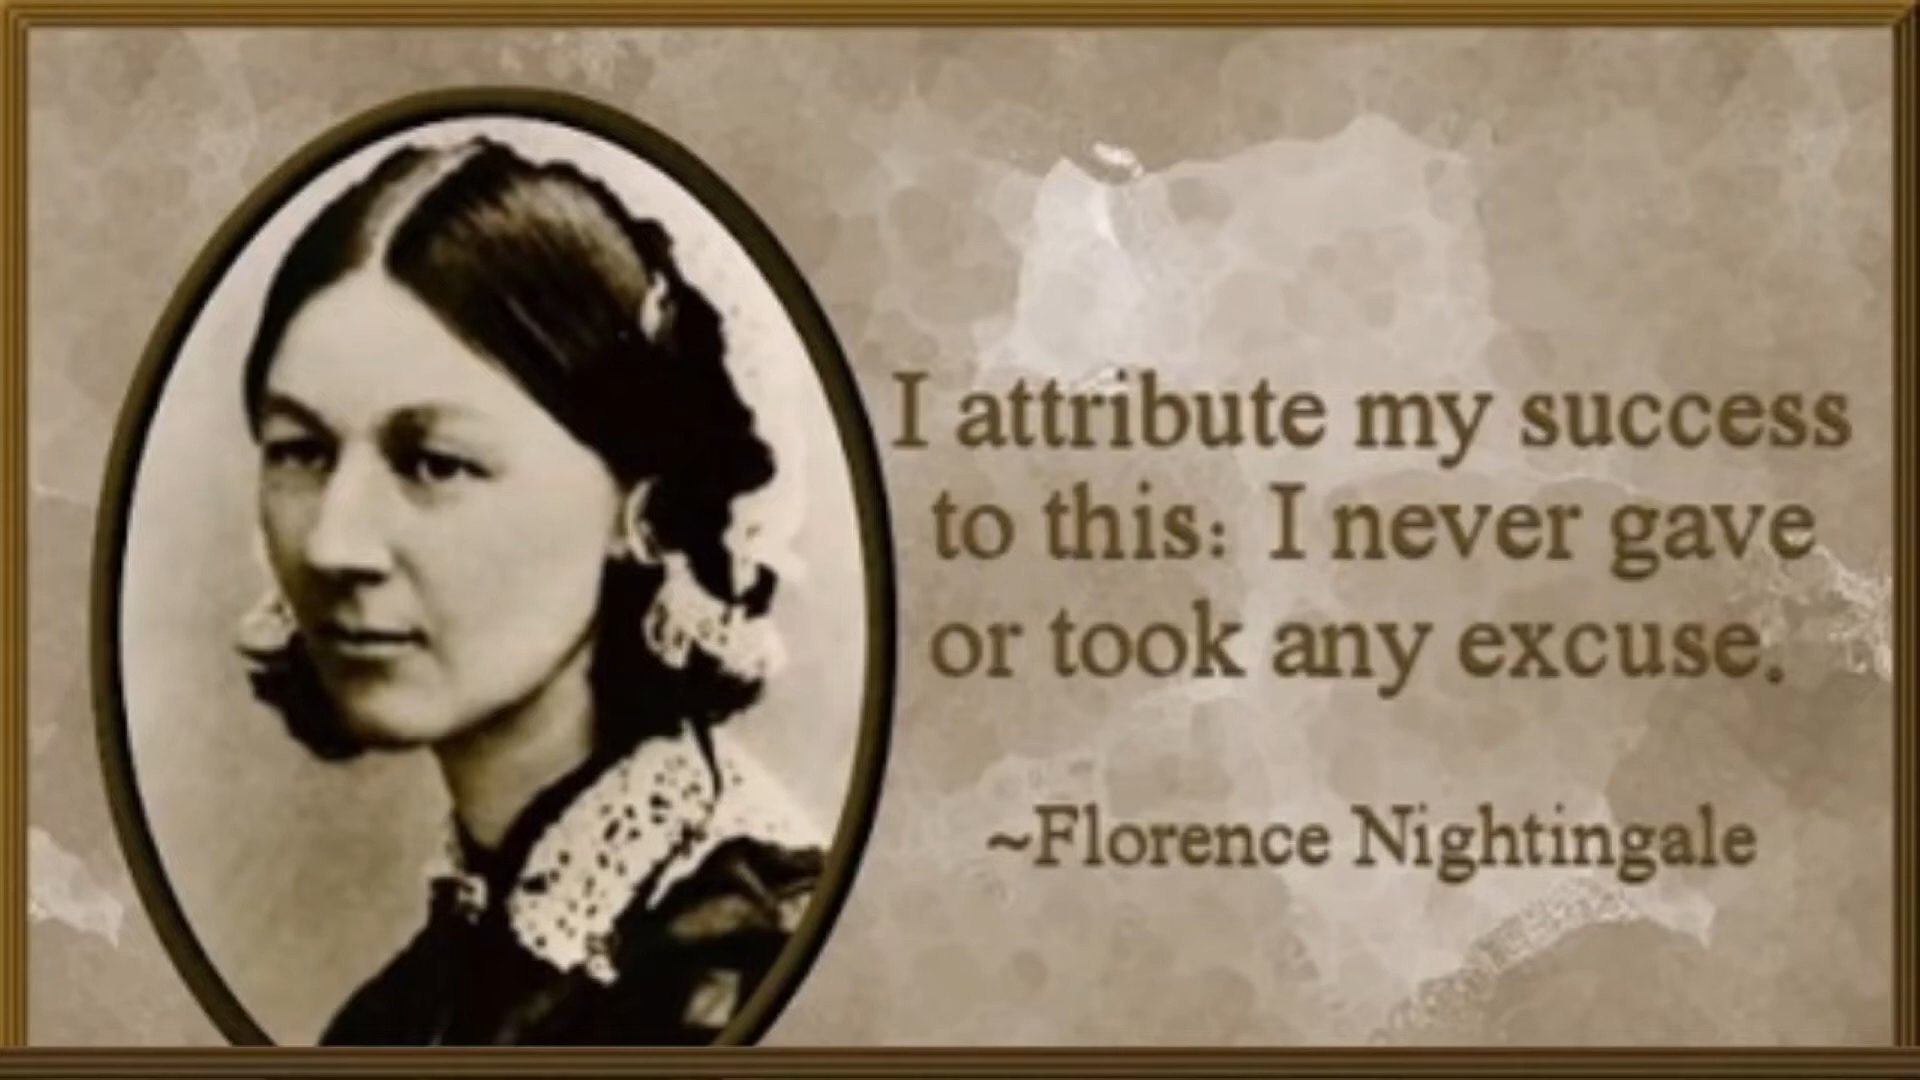 I attribute my success
to this: I never gave
or took any excuse.
~Florence Nightingale